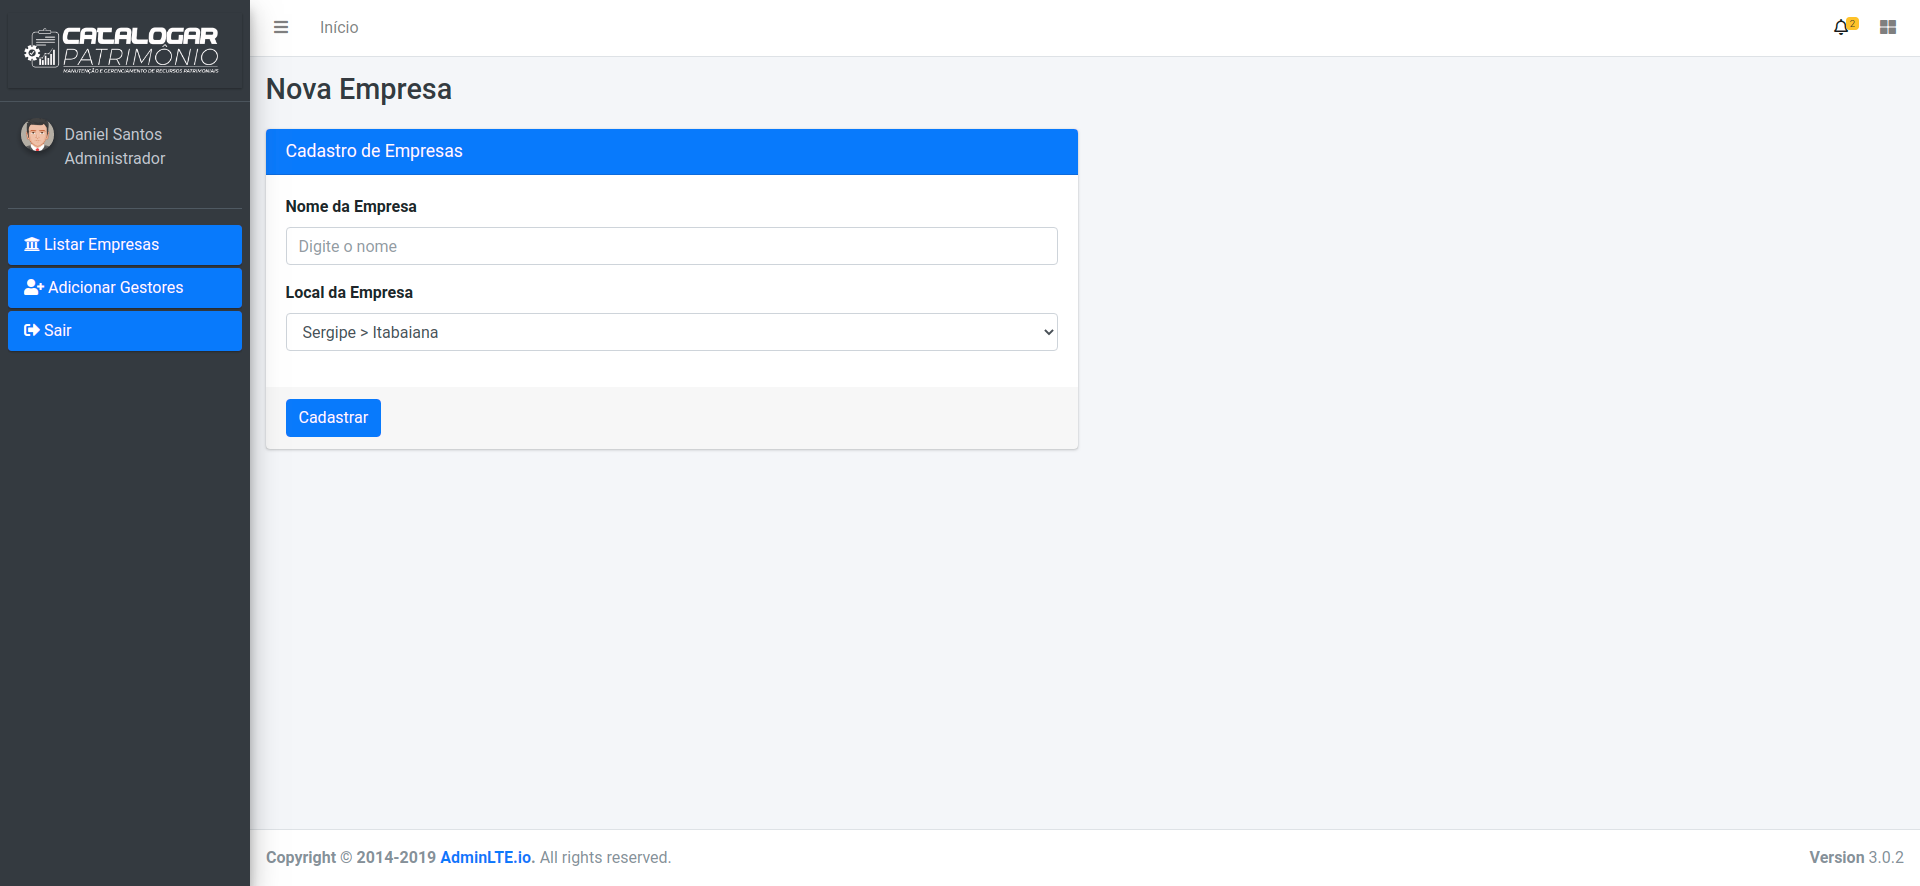 CATALOGAR
PATRIMÔNIO
MANUTENÇÃO E GERENCIAMENTO DE RECURSOS PATRIMONIAIS
Daniel Santos
Administrador
Listar Empresas
Adicionar Gestores
Sair
Início
2
Nova Empresa
Cadastro de Empresas
Nome da Empresa
Digite o nome
Local da Empresa
Sergipe > Itabaiana
Cadastrar
Copyright © 2014-2019 AdminLTE.io. All rights reserved.
Version 3.0.2